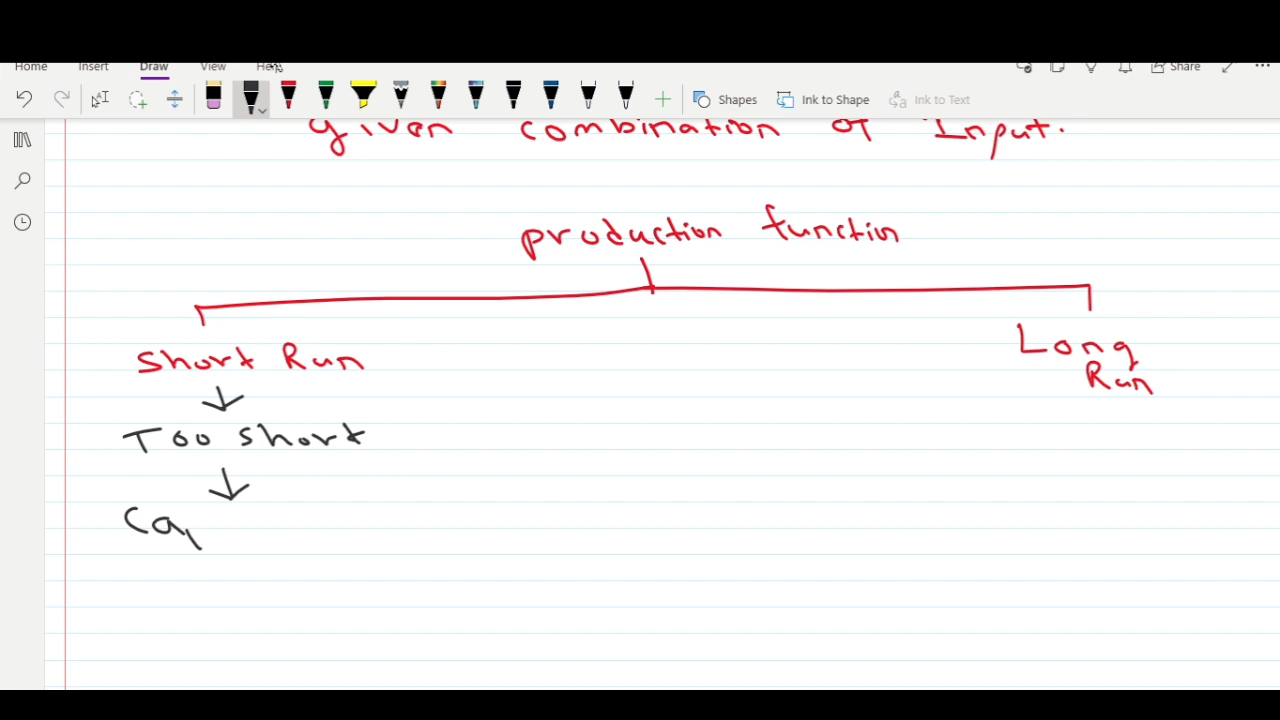 Home Insert Draw View Help Share
Shapes Ink to Shape Ink to Text
given combination of Input.
production function
Short Run
Long
Run
Too short